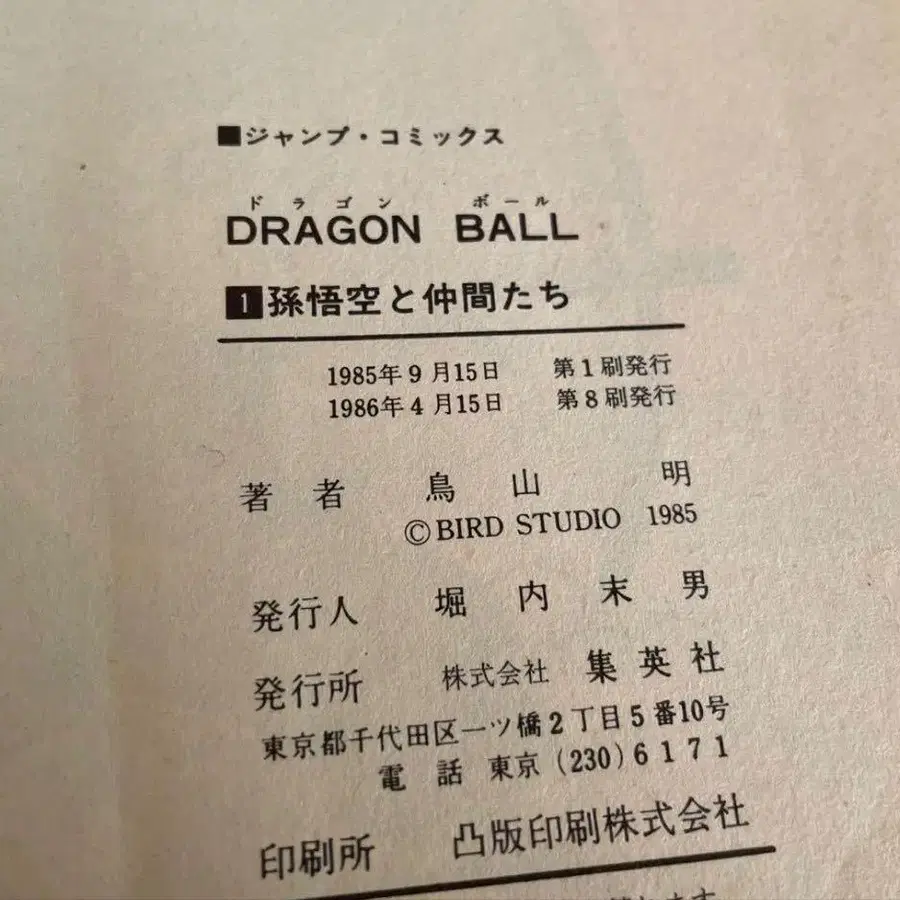 ■ジャンプ・コミックス
ドラゴン ボール
DRAGON BALL
1 孫悟空と仲間たち
1985年9月15日 第1刷発行
1986年4月15日 第8刷発行
著者 鳥山 明
©BIRD STUDIO 1985
発行人 堀内末男
発行所 株式会社 集英社
東京都千代田区一ツ橋2丁目5番10号
電話 東京(230)6171
印刷所 凸版印刷株式会社